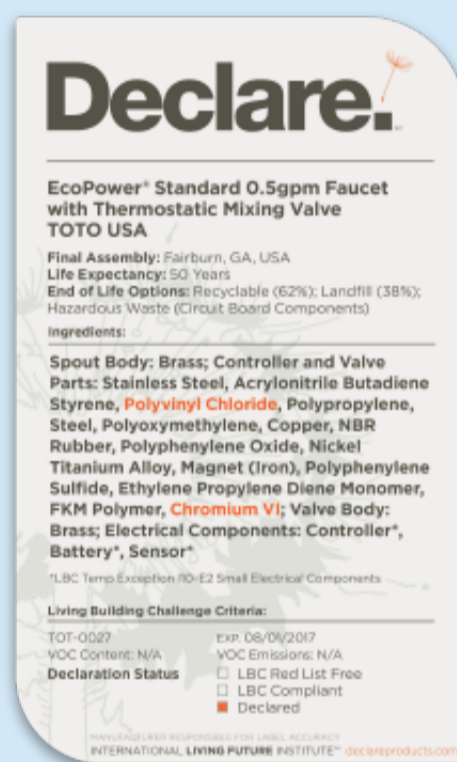 Declare.
EcoPower® Standard 0.5gpm Faucet
with Thermostatic Mixing Valve
TOTO USA
Final Assembly: Fairburn, GA, USA
Life Expectancy: 50 Years
End of Life Options: Recyclable (62%); Landfill (38%);
Hazardous Waste (Circuit Board Components)
Ingredients:
Spout Body: Brass; Controller and Valve
Parts: Stainless Steel, Acrylonitrile Butadiene
Styrene, Polyvinyl Chloride, Polypropylene,
Steel, Polyoxymethylene, Copper, NBR
Rubber, Polyphenylene Oxide, Nickel
Titanium Alloy, Magnet (Iron), Polyphenylene
Sulfide, Ethylene Propylene Diene Monomer,
FKM Polymer, Chromium VI; Valve Body:
Brass; Electrical Components: Controller*,
Battery*, Sensor*
*LBC Temp Exception I10-E2 Small Electrical Components
Living Building Challenge Criteria:
TOT-0027 EXP. 08/01/2017
VOC Content: N/A VOC Emissions: N/A
Declaration Status LBC Red List Free
LBC Compliant
Declared
MANUFACTURER RESPONSIBLE FOR LABEL ACCURACY
INTERNATIONAL LIVING FUTURE INSTITUTE™ declareproducts.com